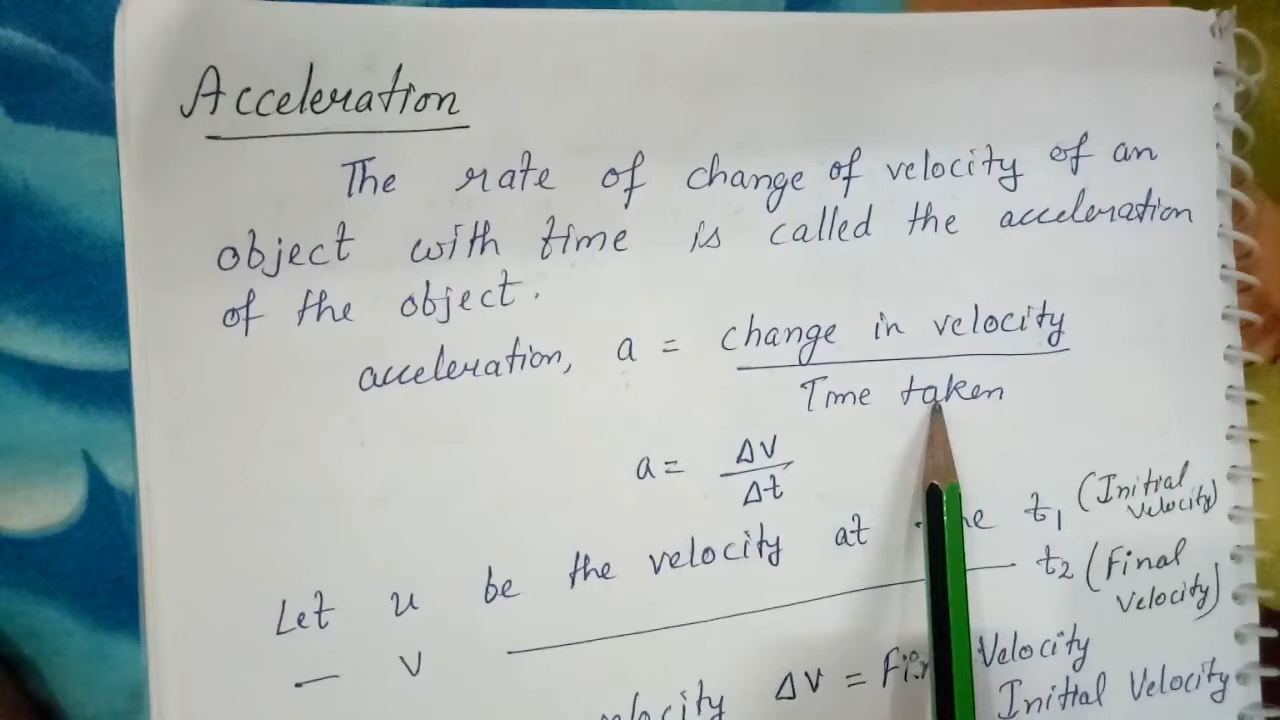 Acceleration
The rate of change of velocity of an
object with time is called the acceleration
of the object.
acceleration, a = change in velocity
Time taken
a = ΔV
Δt
Let u be the velocity at t₁ (Initial
Velocity)
— V ——— t₂ (Final
Velocity)
ΔV = Velocity
Initial Velocity